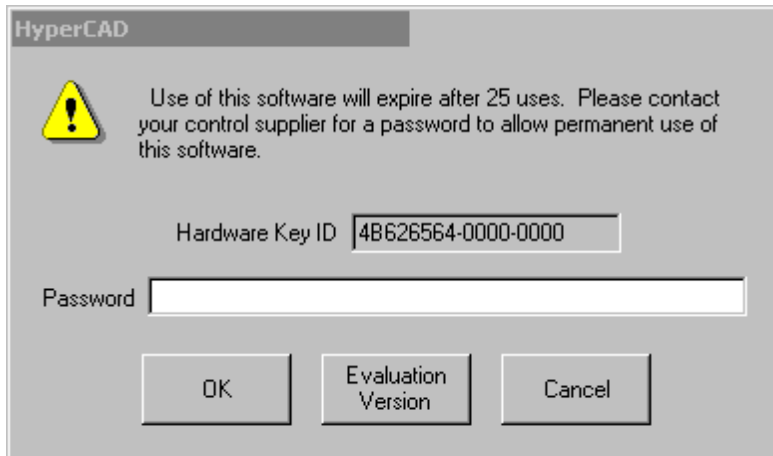 HyperCAD
Use of this software will expire after 25 uses.  Please contact
your control supplier for a password to allow permanent use of
this software.
Hardware Key ID 4B626564-0000-0000
Password
OK
Evaluation
Version
Cancel